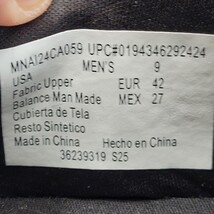 MNAI24CA059 UPC#0194346292424
USA MEN'S 9
Fabric Upper EUR 42
Balance Man Made MEX 27
Cubierta de Tela
Resto Sintetico
Made in China Hecho en China
36239319 S25